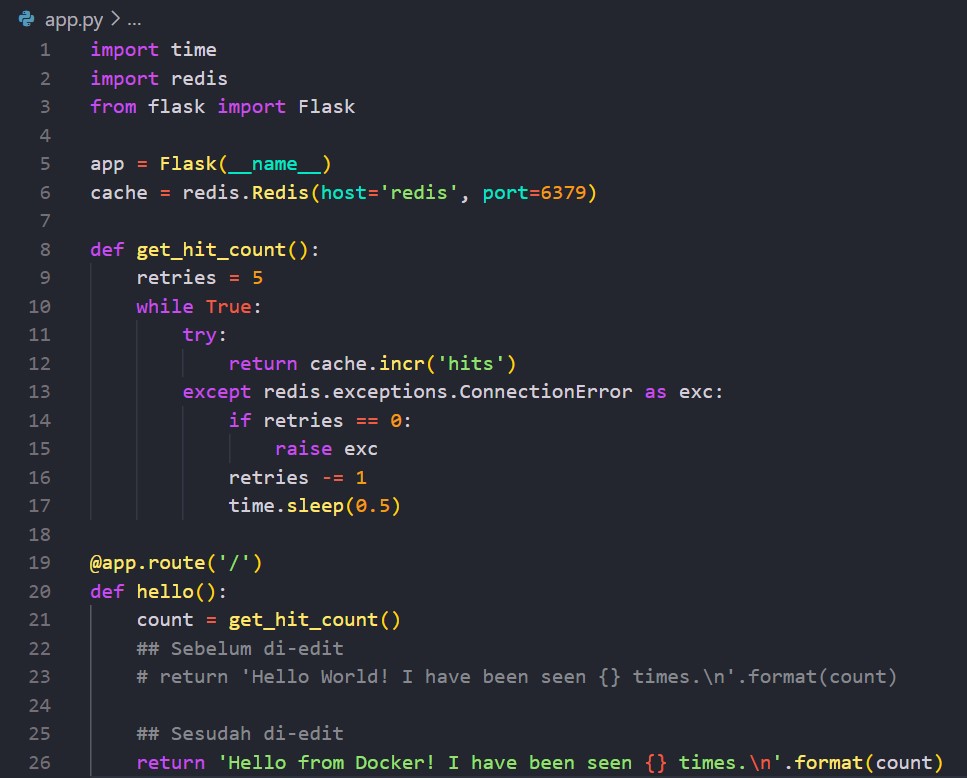 app.py > ...
1 import time
2 import redis
3 from flask import Flask
4
5 app = Flask(__name__)
6 cache = redis.Redis(host='redis', port=6379)
7
8 def get_hit_count():
9     retries = 5
10     while True:
11         try:
12             return cache.incr('hits')
13         except redis.exceptions.ConnectionError as exc:
14             if retries == 0:
15                 raise exc
16             retries -= 1
17             time.sleep(0.5)
18
19 @app.route('/')
20 def hello():
21     count = get_hit_count()
22     ## Sebelum di-edit
23     # return 'Hello World! I have been seen {} times.\n'.format(count)
24
25     ## Sesudah di-edit
26     return 'Hello from Docker! I have been seen {} times.\n'.format(count)